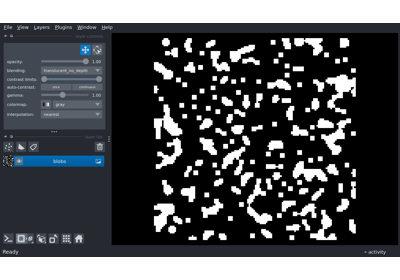 File View Layers Plugins Window Help
opacity: 1.00
blending: translucent_no_depth
contrast limits:
auto-contrast: once continuous
gamma: 1.00
colormap: gray
interpolation: nearest
blobs
Ready
activity